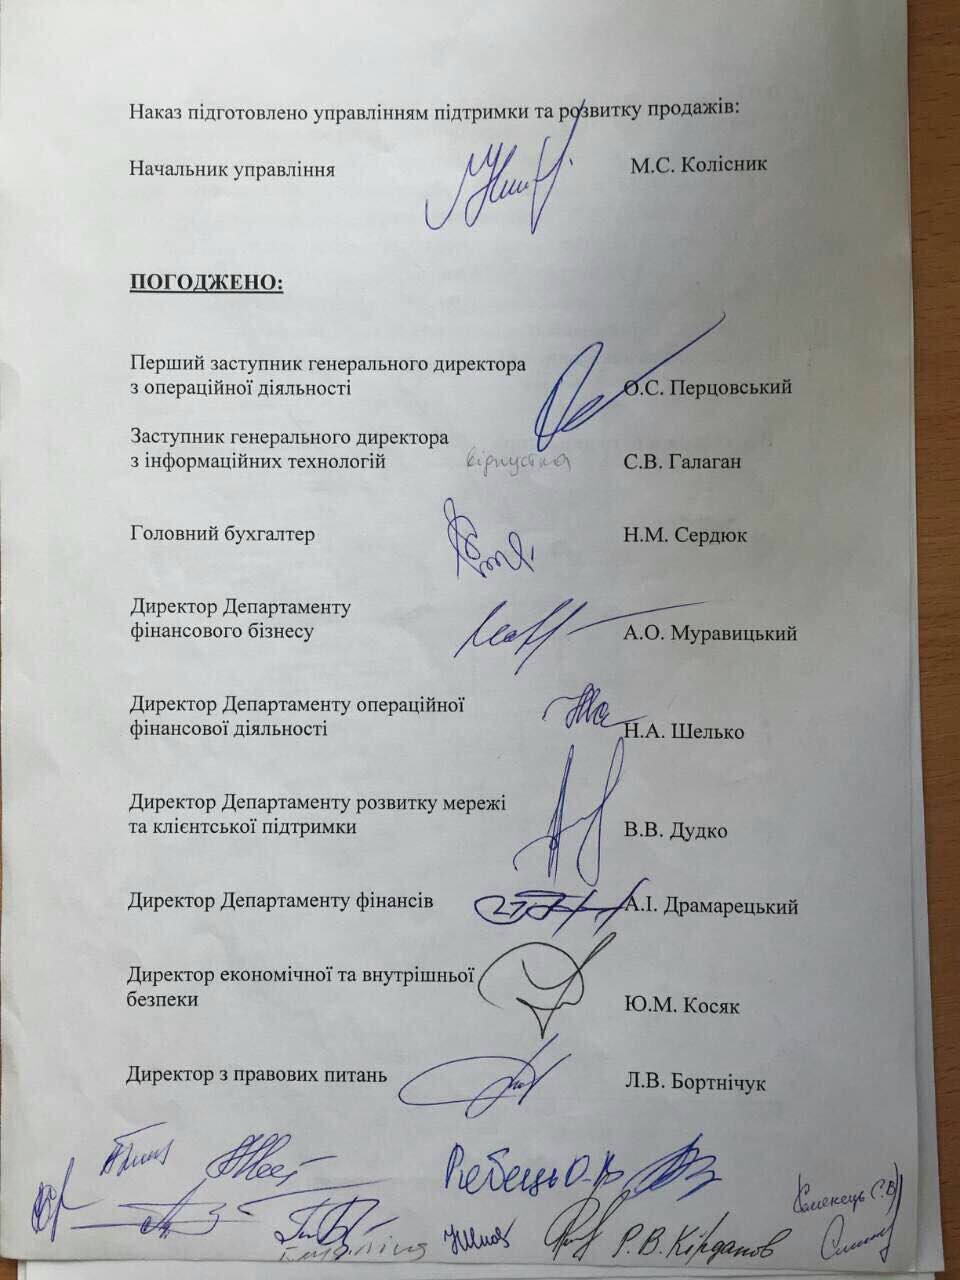 Наказ підготовлено управлінням підтримки та розвитку продажів:
Начальник управління М.С. Колісник
ПОГОДЖЕНО:
Перший заступник генерального директора
з операційної діяльності О.С. Перцовський
Заступник генерального директора
з інформаційних технологій відпустка С.В. Галаган
Головний бухгалтер Н.М. Сердюк
Директор Департаменту
фінансового бізнесу А.О. Муравицький
Директор Департаменту операційної
фінансової діяльності Н.А. Шелько
Директор Департаменту розвитку мережі
та клієнтської підтримки В.В. Дудко
Директор Департаменту фінансів А.І. Драмарецький
Директор економічної та внутрішньої
безпеки Ю.М. Косяк
Директор з правових питань Л.В. Бортнічук
Ребець О.В
Р.В. Кірданов